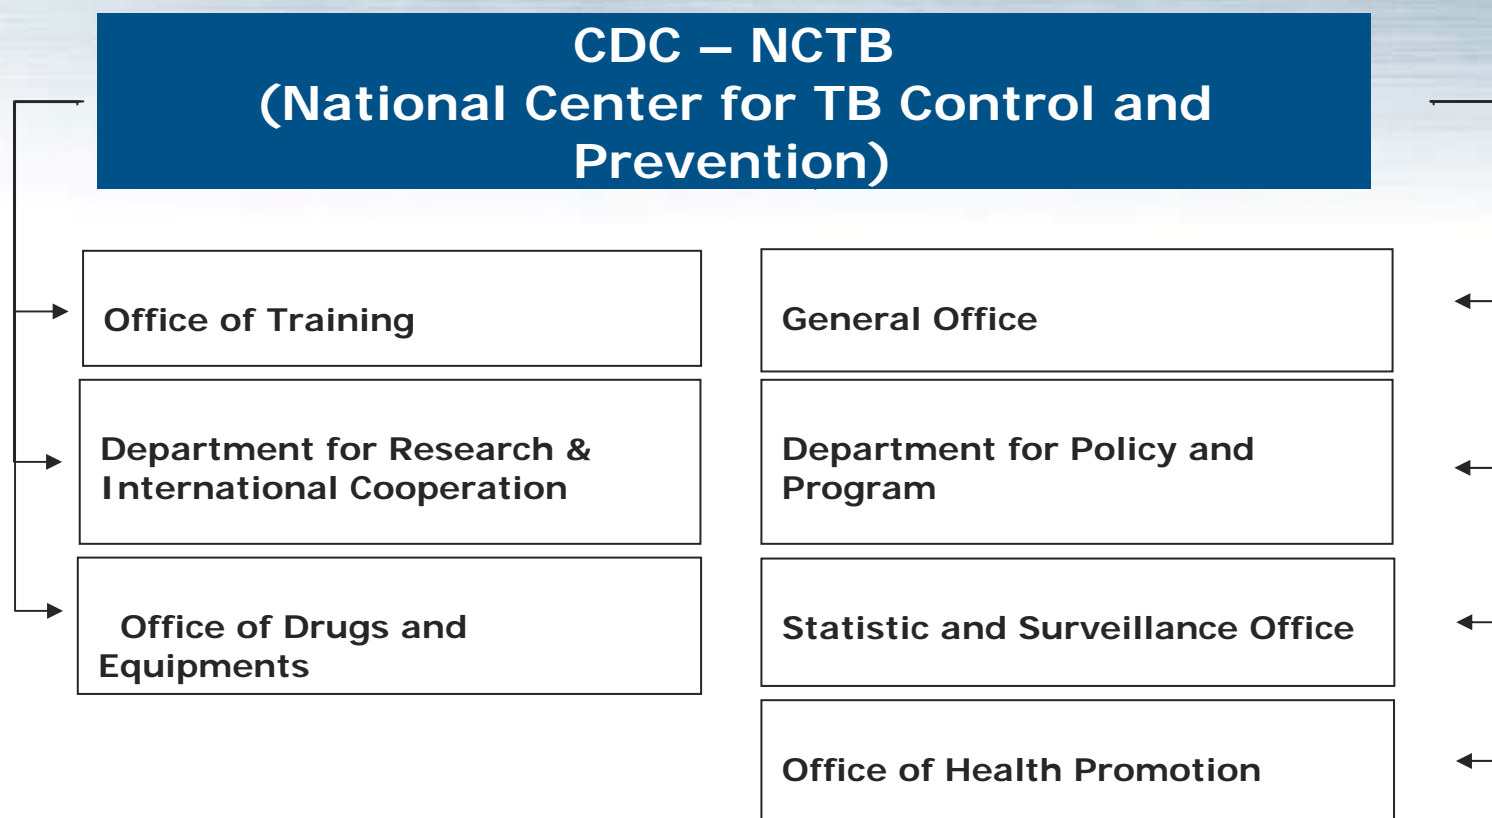 CDC – NCTB
(National Center for TB Control and
Prevention)
Office of Training
Department for Research &
International Cooperation
Office of Drugs and
Equipments
General Office
Department for Policy and
Program
Statistic and Surveillance Office
Office of Health Promotion